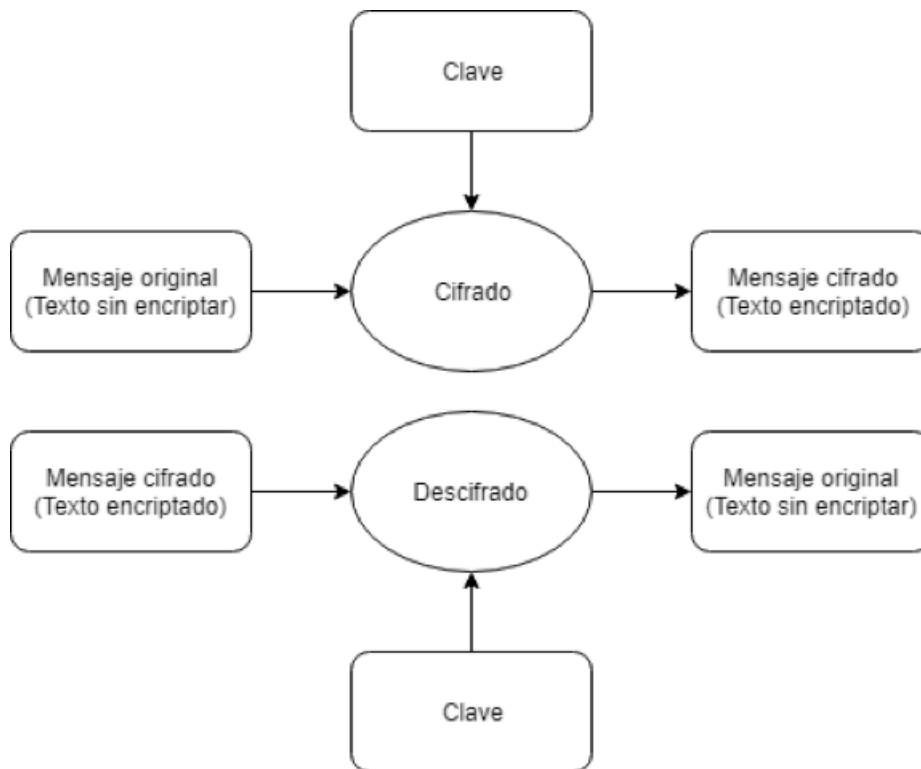 Clave
Mensaje original
(Texto sin encriptar)
Cifrado
Mensaje cifrado
(Texto encriptado)
Mensaje cifrado
(Texto encriptado)
Descifrado
Mensaje original
(Texto sin encriptar)
Clave